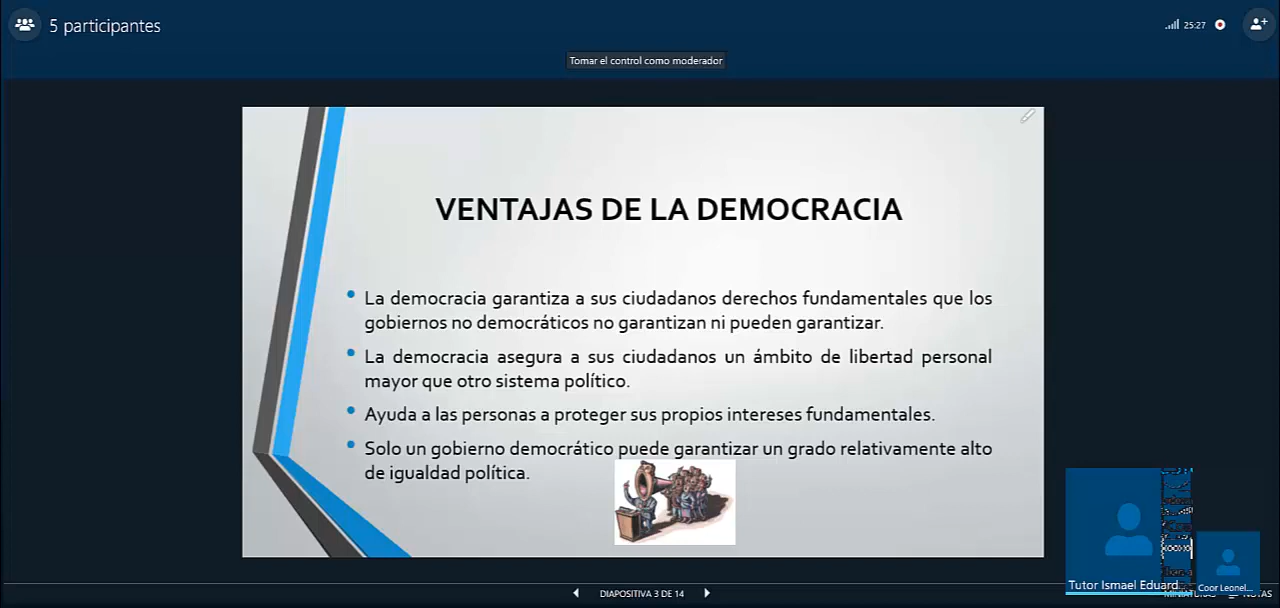 5 participantes
25:27
Tomar el control como moderador
VENTAJAS DE LA DEMOCRACIA
La democracia garantiza a sus ciudadanos derechos fundamentales que los
gobiernos no democráticos no garantizan ni pueden garantizar.
La democracia asegura a sus ciudadanos un ámbito de libertad personal
mayor que otro sistema político.
Ayuda a las personas a proteger sus propios intereses fundamentales.
Solo un gobierno democrático puede garantizar un grado relativamente alto
de igualdad política.
Tutor Ismael Eduard...
Coor Leonel...
DIAPOSITIVA 3 DE 14
NOTAS